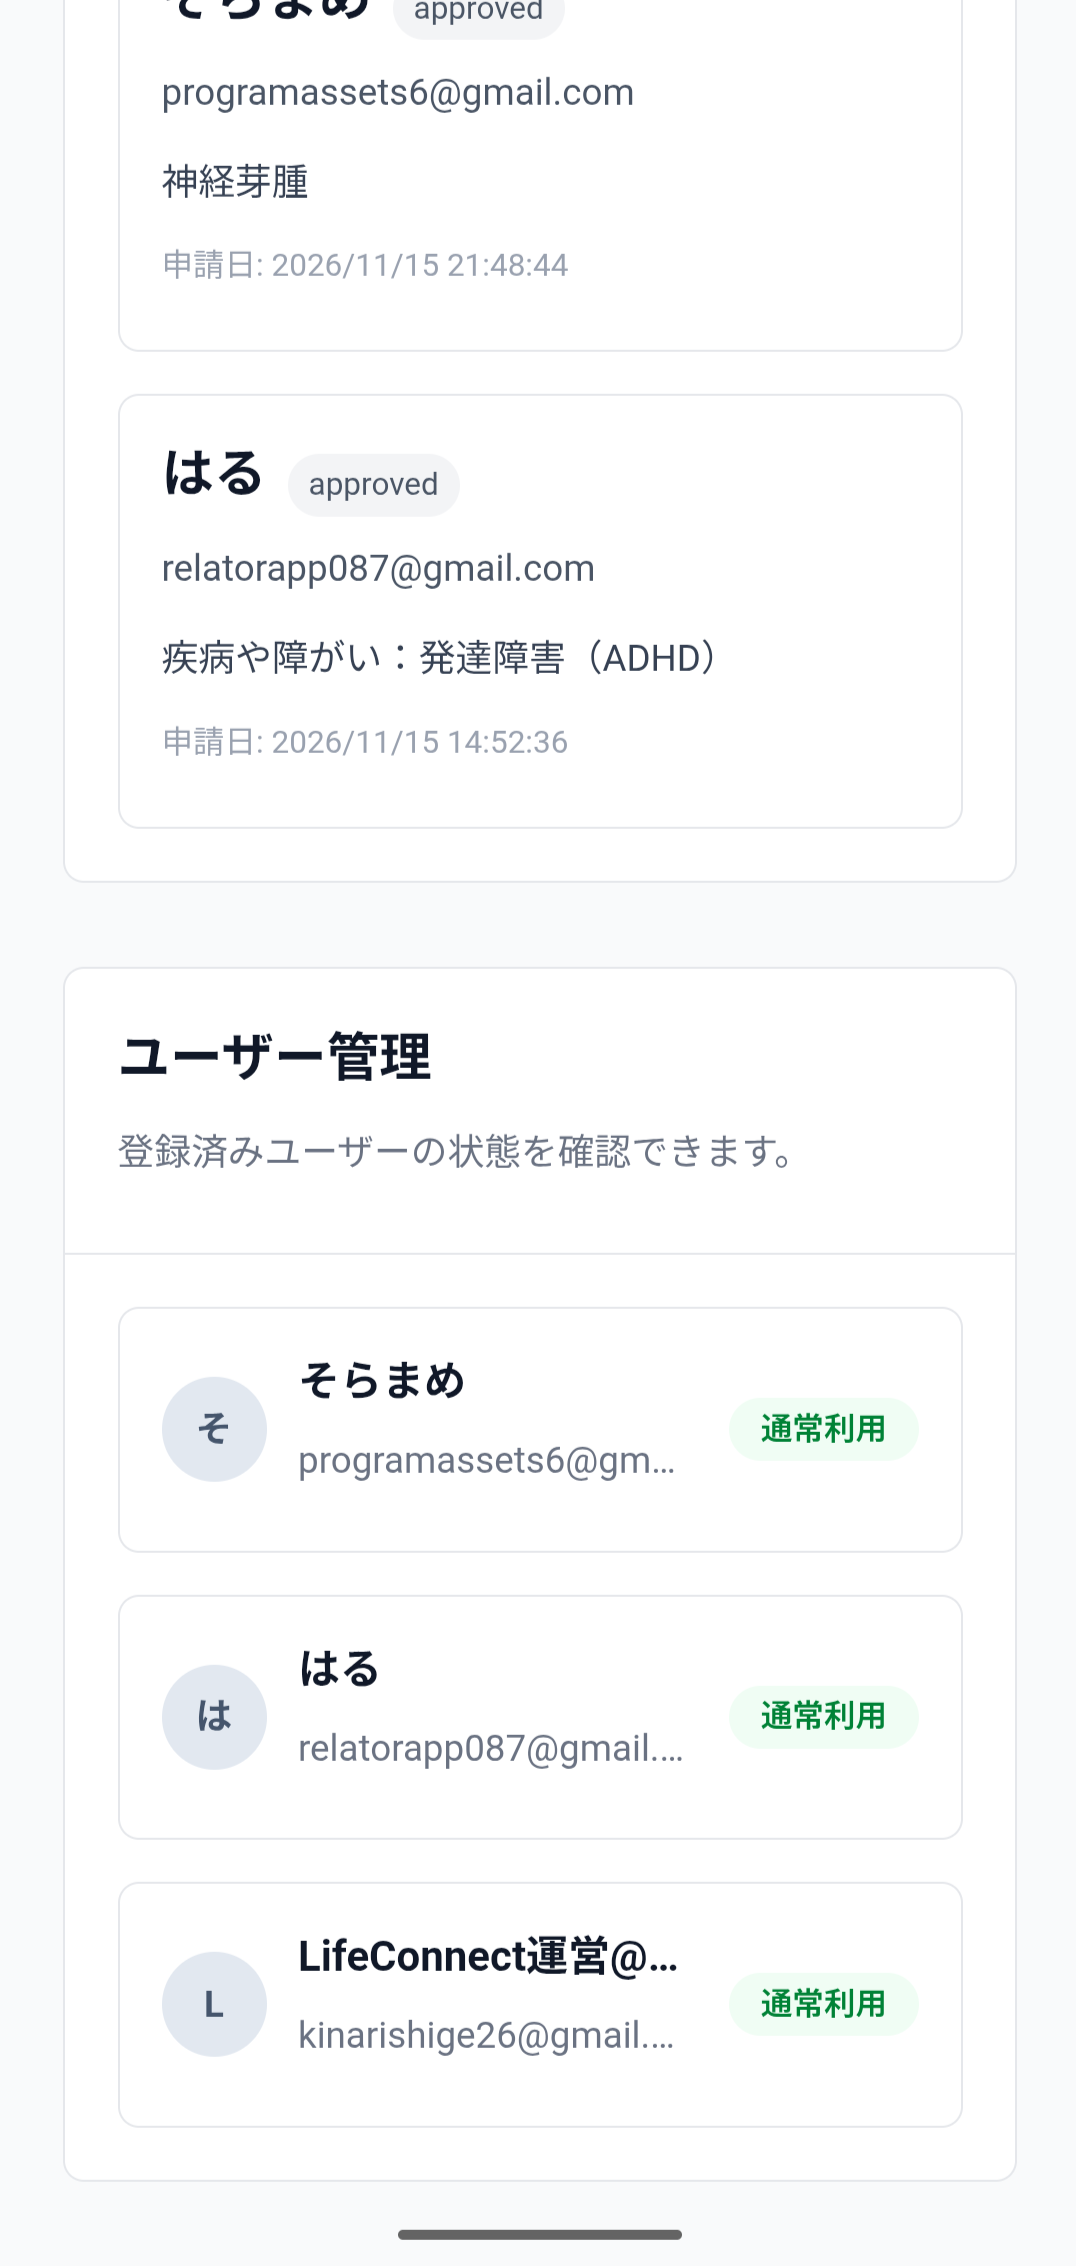 そらまめ approved
programassets6@gmail.com
神経芽腫
申請日: 2026/11/15 21:48:44
はる approved
relatorapp087@gmail.com
疾病や障がい：発達障害（ADHD）
申請日: 2026/11/15 14:52:36
ユーザー管理
登録済みユーザーの状態を確認できます。
そ
そらまめ
programassets6@gm...
通常利用
は
はる
relatorapp087@gmail....
通常利用
L
LifeConnect運営@...
kinarishige26@gmail....
通常利用